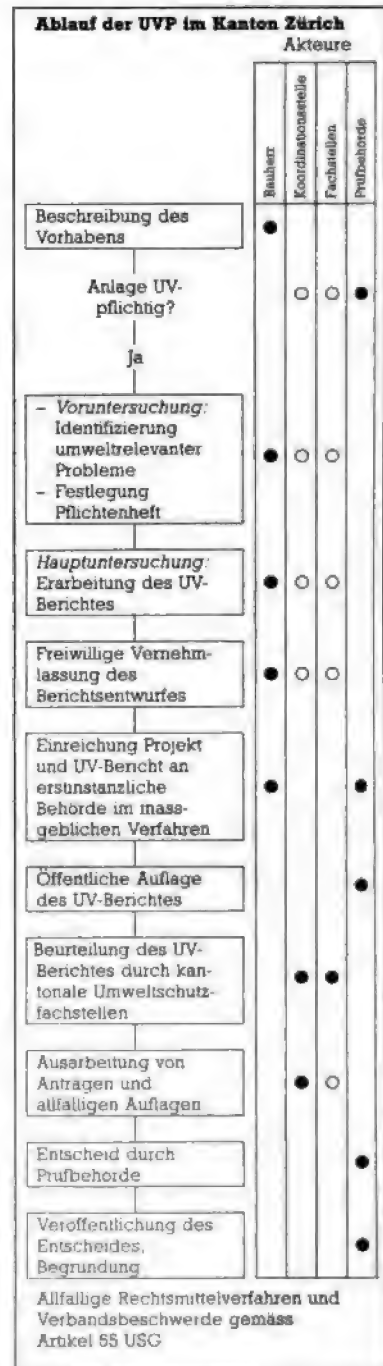 Ablauf der UVP im Kanton Zürich
Akteure
Bauherr
Koordinationsstelle
Fachstellen
Prüfbehörde
Beschreibung des
Vorhabens
Anlage UV-
pflichtig?
Ja
– Voruntersuchung:
Identifizierung
umweltrelevanter
Probleme
– Festlegung
Pflichtenheft
Hauptuntersuchung:
Erarbeitung des UV-
Berichtes
Freiwillige Vernehm-
lassung des
Berichtsentwurfes
Einreichung Projekt
und UV-Bericht an
erstinstanzliche
Behörde im mass-
geblichen Verfahren
Öffentliche Auflage
des UV-Berichtes
Beurteilung des UV-
Berichtes durch kan-
tonale Umweltschutz-
fachstellen
Ausarbeitung von
Anträgen und
allfälligen Auflagen
Entscheid durch
Prüfbehörde
Veröffentlichung des
Entscheides,
Begründung
Allfällige Rechtsmittelverfahren und
Verbandsbeschwerde gemäss
Artikel 55 USG